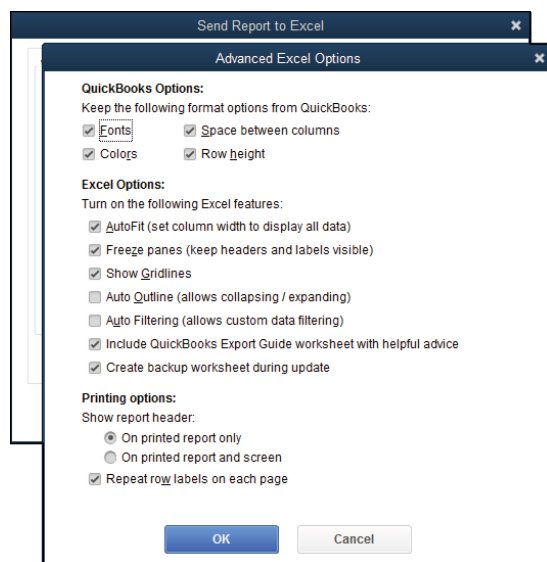 Send Report to Excel
Advanced Excel Options
QuickBooks Options:
Keep the following format options from QuickBooks:
Fonts Space between columns
Colors Row height
Excel Options:
Turn on the following Excel features:
AutoFit (set column width to display all data)
Freeze panes (keep headers and labels visible)
Show Gridlines
Auto Outline (allows collapsing / expanding)
Auto Filtering (allows custom data filtering)
Include QuickBooks Export Guide worksheet with helpful advice
Create backup worksheet during update
Printing options:
Show report header:
On printed report only
On printed report and screen
Repeat row labels on each page
OK Cancel